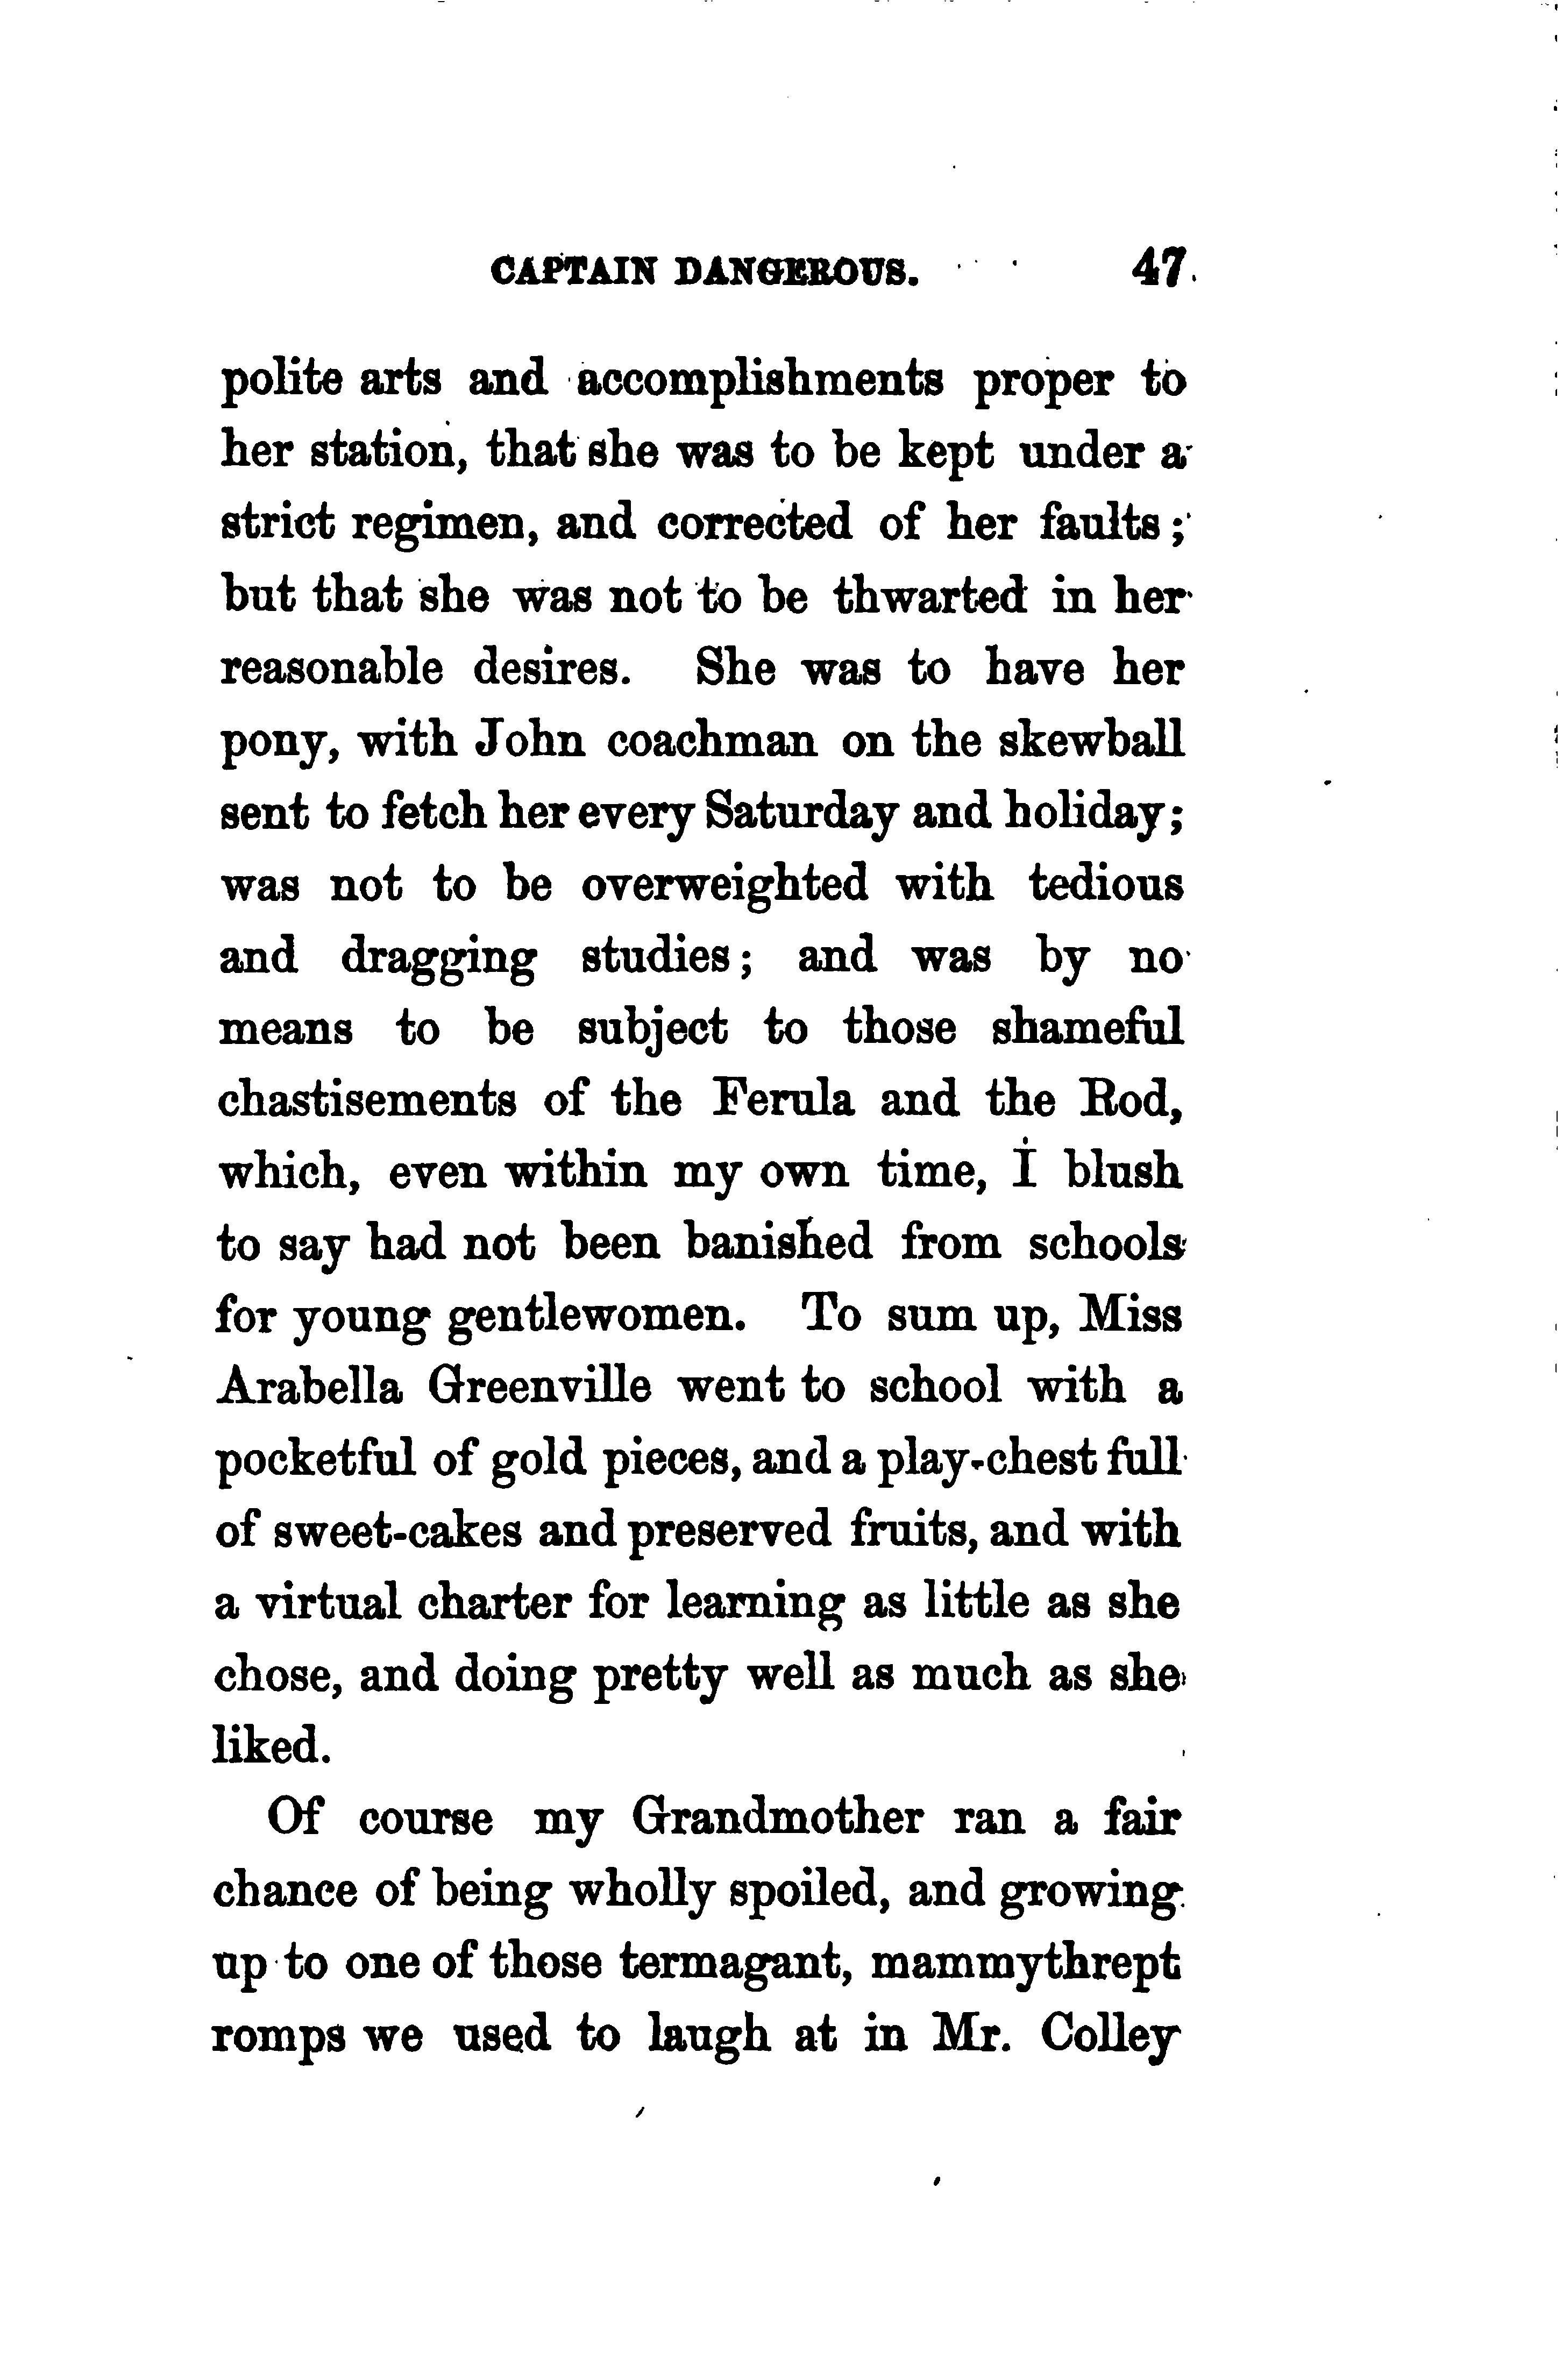 CAPTAIN DANGEROUS. 47
polite arts and accomplishments proper to
her station, that she was to be kept under a
strict regimen, and corrected of her faults;
but that she was not to be thwarted in her
reasonable desires. She was to have her
pony, with John coachman on the skewball
sent to fetch her every Saturday and holiday;
was not to be overweighted with tedious
and dragging studies; and was by no
means to be subject to those shameful
chastisements of the Ferula and the Rod,
which, even within my own time, I blush
to say had not been banished from schools
for young gentlewomen. To sum up, Miss
Arabella Greenville went to school with a
pocketful of gold pieces, and a play-chest full
of sweet-cakes and preserved fruits, and with
a virtual charter for learning as little as she
chose, and doing pretty well as much as she
liked.
Of course my Grandmother ran a fair
chance of being wholly spoiled, and growing
up to one of those termagant, mammythrept
romps we used to laugh at in Mr. Colley